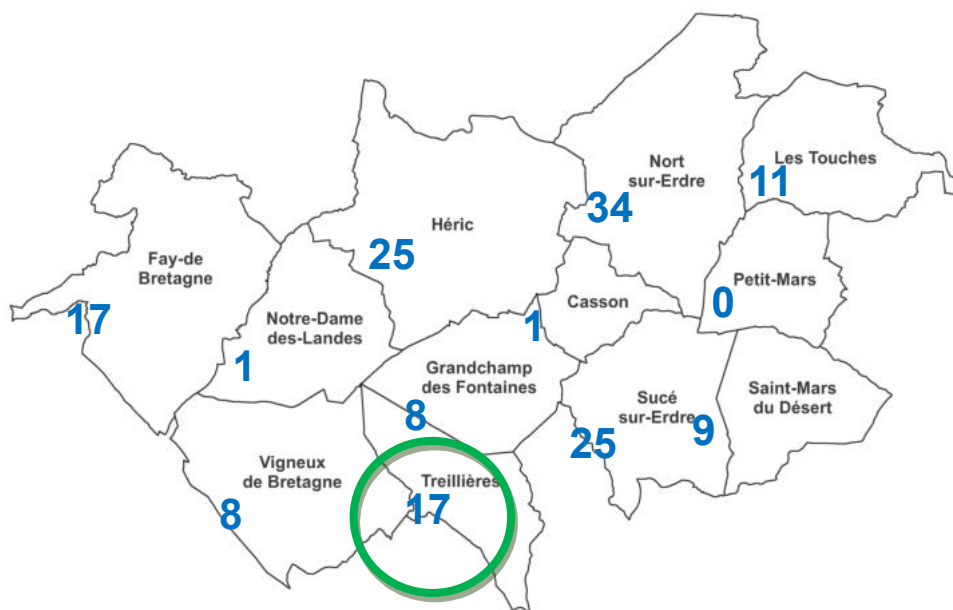 Nort
sur-Erdre
34
Les Touches
11
Héric
25
Fay-de
Bretagne
17
Notre-Dame
des-Landes
1
Casson
1
Petit-Mars
0
Grandchamp
des Fontaines
8
Sucé
sur-Erdre
25
Saint-Mars
du Désert
9
Vigneux
de Bretagne
8
Treillières
17